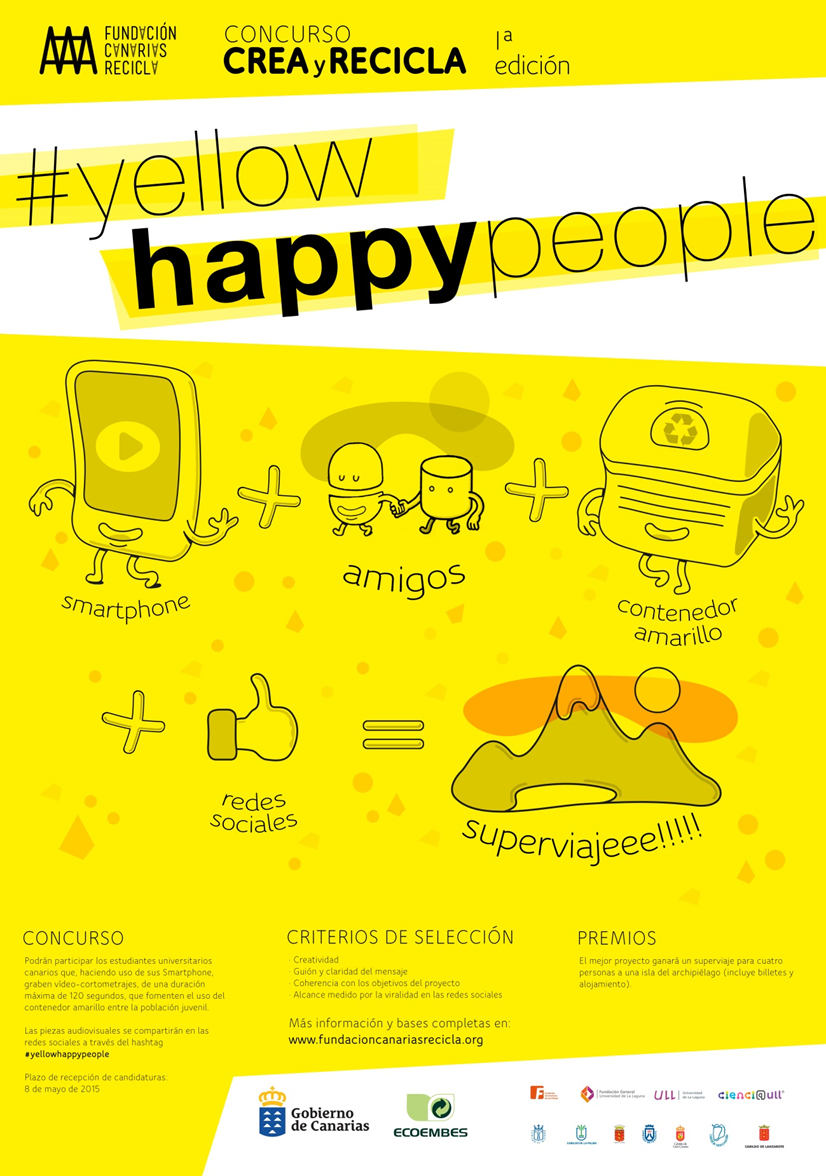 FUNDACIÓN
CANARIAS
RECICLA
CONCURSO
CREA y RECICLA
1ª
edición
#yellow
happypeople
smartphone
amigos
contenedor
amarillo
redes
sociales
superviajeee!!!!!
CONCURSO
Podrán participar los estudiantes universitarios
canarios que, haciendo uso de sus Smartphone,
graben vídeo-cortometrajes, de una duración
máxima de 120 segundos, que fomenten el uso del
contenedor amarillo entre la población juvenil.
Las piezas audiovisuales se compartirán en las
redes sociales a través del hashtag
#yellowhappypeople
Plazo de recepción de candidaturas:
8 de mayo de 2015
CRITERIOS DE SELECCIÓN
· Creatividad
· Guión y claridad del mensaje
· Coherencia con los objetivos del proyecto
· Alcance medido por la viralidad en las redes sociales
Más información y bases completas en:
www.fundacioncanariasrecicla.org
PREMIOS
El mejor proyecto ganará un superviaje para cuatro
personas a una isla del archipiélago (incluye billetes y
alojamiento).
Gobierno
de Canarias
ECOEMBES
Fundación General
Universidad de La Laguna
ULL
Universidad
de La Laguna
cienci@ull
CABILDO DE LANZAROTE